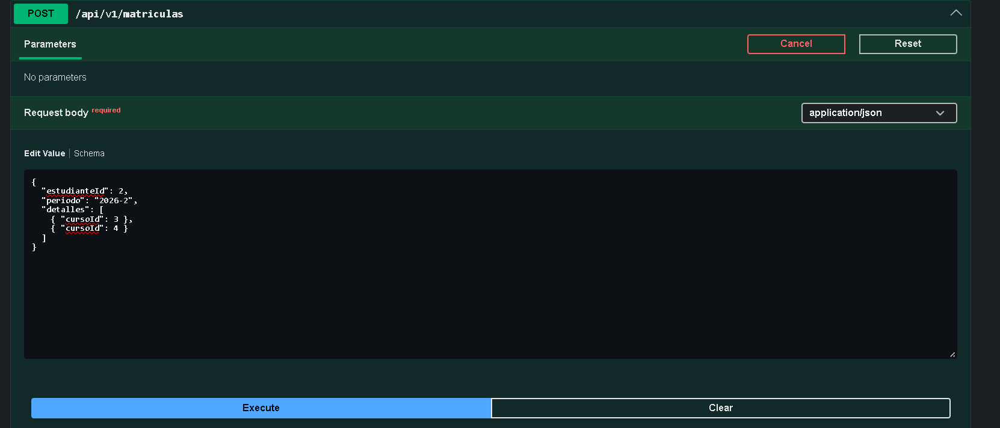 POST /api/v1/matriculas
Parameters
Cancel
Reset
No parameters
Request body required
application/json
Edit Value | Schema
{
  "estudianteId": 2,
  "periodo": "2026-2",
  "detalles": [
    { "cursoId": 3 },
    { "cursoId": 4 }
  ]
}
Execute
Clear